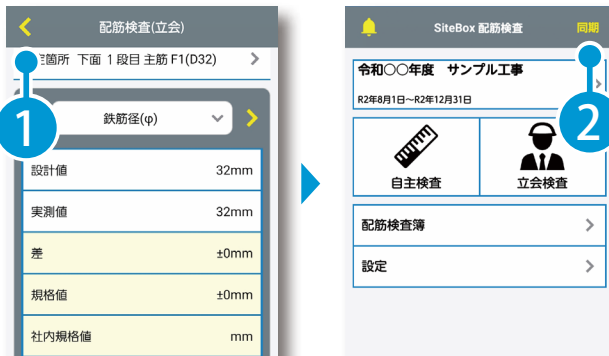 配筋検査(立会)
定箇所 下面 1段目 主筋 F1(D32)
1
鉄筋径(φ)
設計値 32mm
実測値 32mm
差 ±0mm
規格値 ±0mm
社内規格値 mm
SiteBox 配筋検査 同期
令和○○年度 サンプル工事
R2年8月1日～R2年12月31日
2
自主検査 立会検査
配筋検査簿
設定